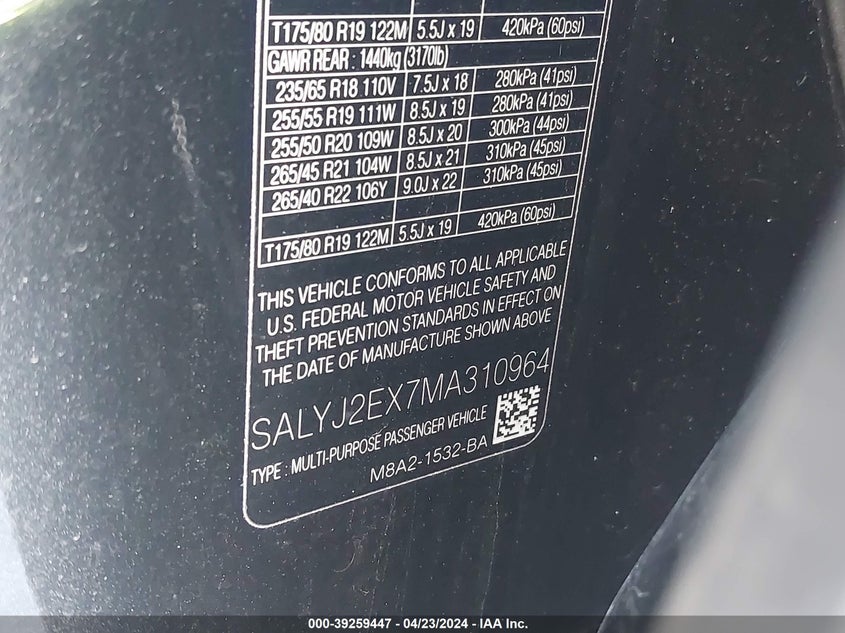 T175/80 R19 122M 5.5J x 19 420kPa (60psi)
GAWR REAR : 1440kg (3170lb)
235/65 R18 110V 7.5J x 18 280kPa (41psi)
255/55 R19 111W 8.5J x 19 280kPa (41psi)
255/50 R20 109W 8.5J x 20 300kPa (44psi)
265/45 R21 104W 8.5J x 21 310kPa (45psi)
265/40 R22 106Y 9.0J x 22 310kPa (45psi)
T175/80 R19 122M 5.5J x 19 420kPa (60psi)
THIS VEHICLE CONFORMS TO ALL APPLICABLE
U.S. FEDERAL MOTOR VEHICLE SAFETY AND
THEFT PREVENTION STANDARDS IN EFFECT ON
THE DATE OF MANUFACTURE SHOWN ABOVE
SALYJ2EX7MA310964
TYPE : MULTI-PURPOSE PASSENGER VEHICLE
M8A2-1532-BA
000-39259447 - 04/23/2024 - IAA Inc.